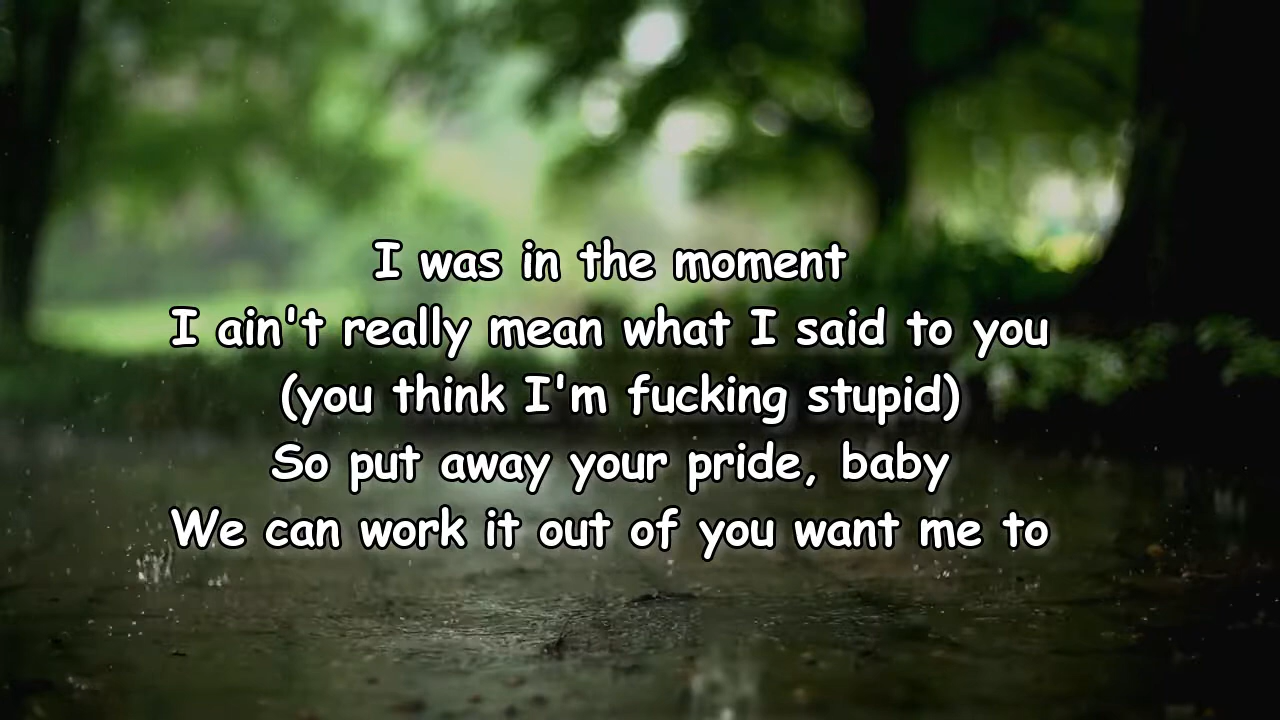 I was in the moment
I ain't really mean what I said to you
(you think I'm fucking stupid)
So put away your pride, baby
We can work it out of you want me to